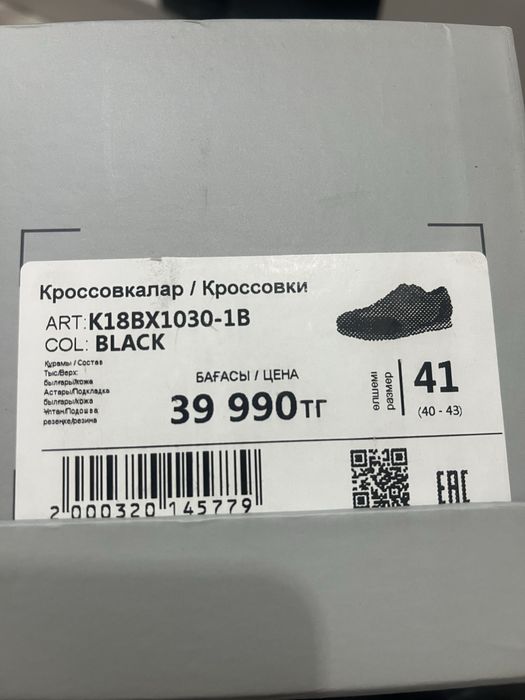 Кроссовкалар / Кроссовки
ART:K18BX1030-1B
COL: BLACK
Құрамы / Состав
Тыс/Верх:
былғары/кожа
Астары/Подкладка
былғары/кожа
Ұлтан/Подошва
резеңке/резина
БАҒАСЫ / ЦЕНА
39 990тг
өлшемі
размер
41
(40 - 43)
2 000320 145779
EAC